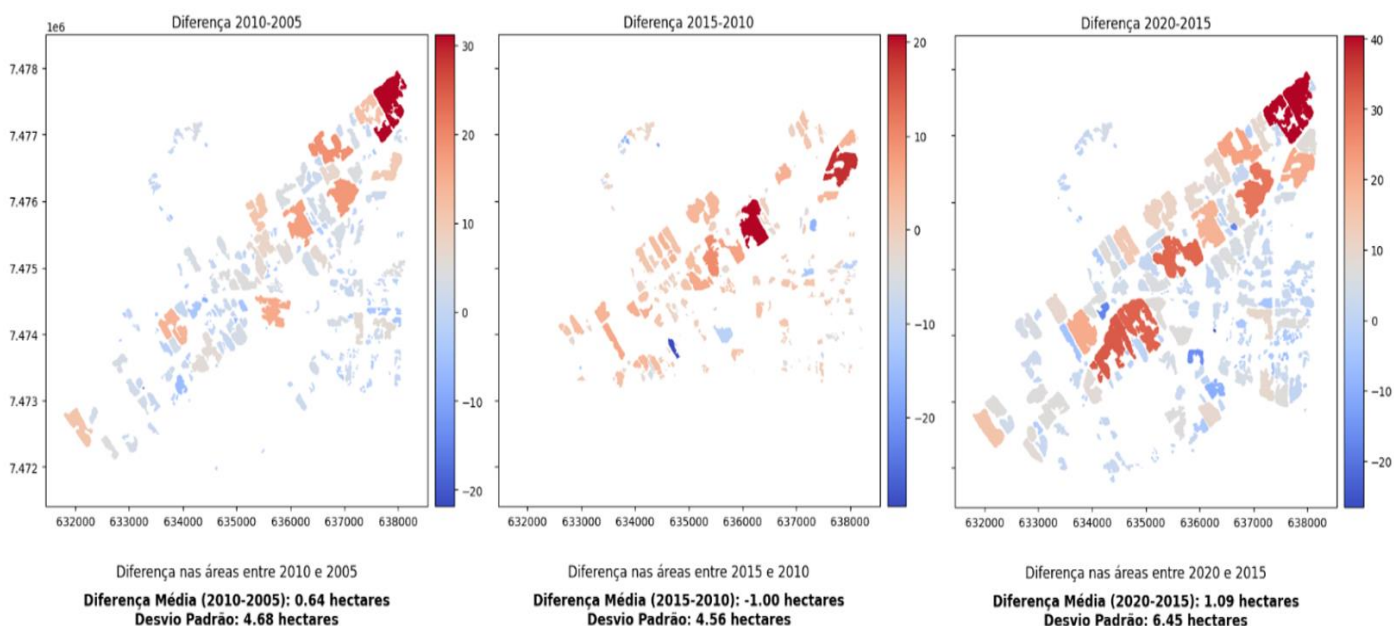 Diferença 2010-2005
Diferença 2015-2010
Diferença 2020-2015
1e6
7.478
7.477
7.476
7.475
7.474
7.473
7.472
632000 633000 634000 635000 636000 637000 638000
30
20
10
0
−10
−20
632000 633000 634000 635000 636000 637000 638000
20
10
0
−10
−20
632000 633000 634000 635000 636000 637000 638000
40
30
20
10
0
−10
−20
Diferença nas áreas entre 2010 e 2005
Diferença Média (2010-2005): 0.64 hectares
Desvio Padrão: 4.68 hectares
Diferença nas áreas entre 2015 e 2010
Diferença Média (2015-2010): -1.00 hectares
Desvio Padrão: 4.56 hectares
Diferença nas áreas entre 2020 e 2015
Diferença Média (2020-2015): 1.09 hectares
Desvio Padrão: 6.45 hectares